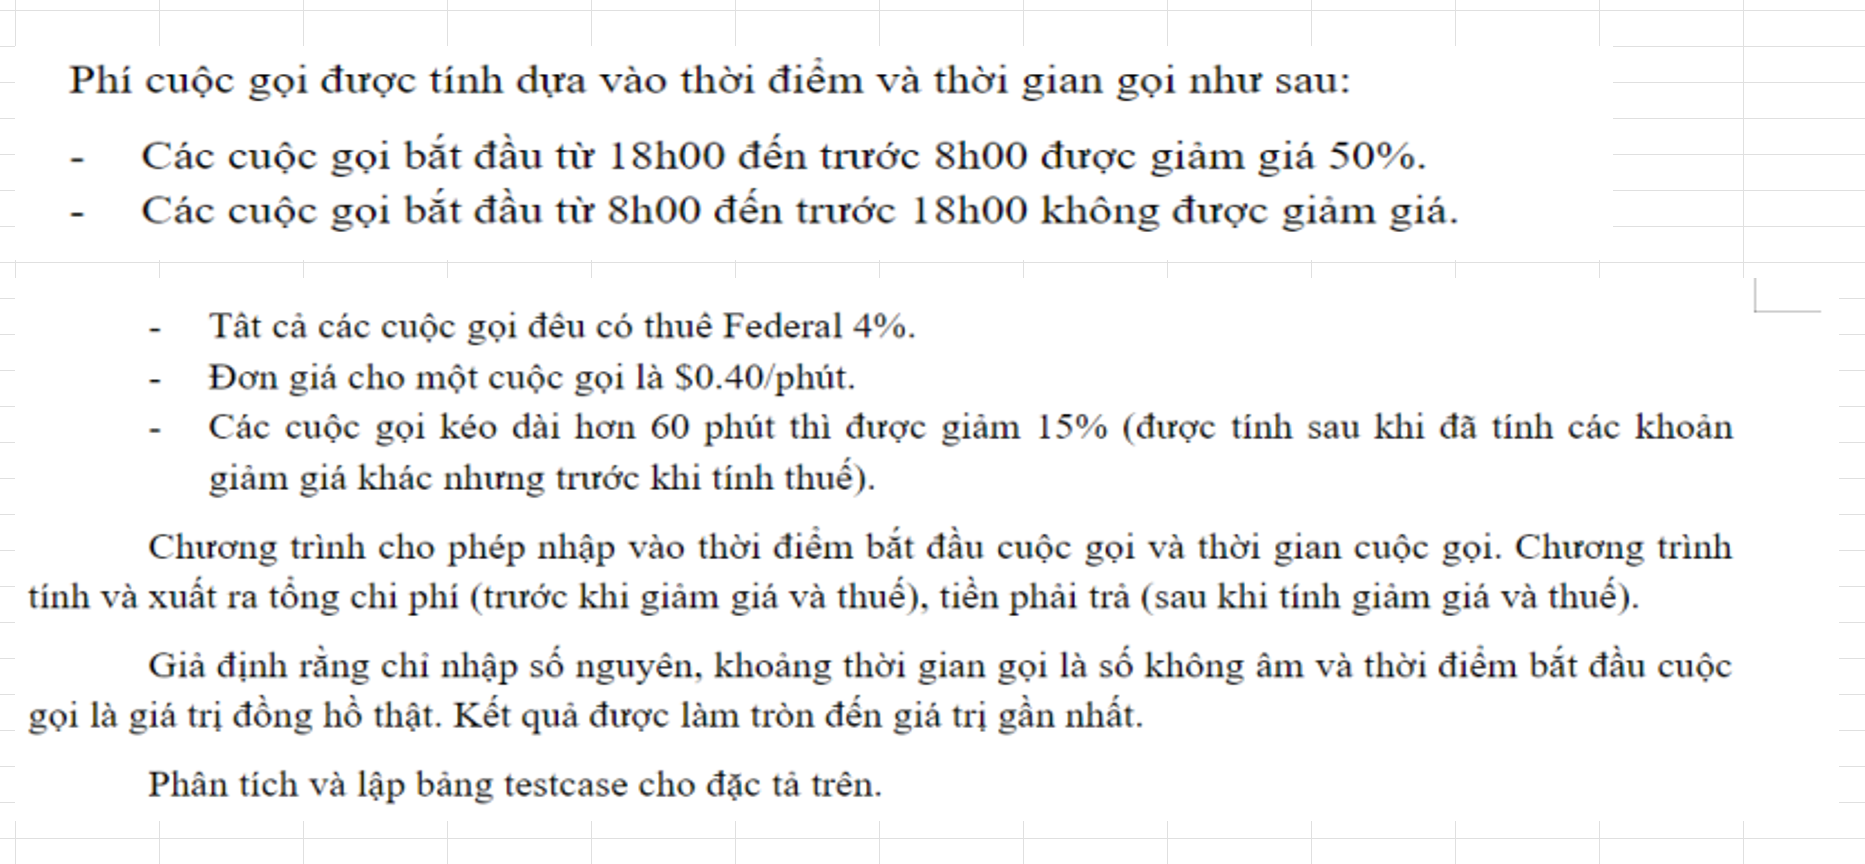 Phí cuộc gọi được tính dựa vào thời điểm và thời gian gọi như sau:
- Các cuộc gọi bắt đầu từ 18h00 đến trước 8h00 được giảm giá 50%.
- Các cuộc gọi bắt đầu từ 8h00 đến trước 18h00 không được giảm giá.
- Tất cả các cuộc gọi đều có thuế Federal 4%.
- Đơn giá cho một cuộc gọi là $0.40/phút.
- Các cuộc gọi kéo dài hơn 60 phút thì được giảm 15% (được tính sau khi đã tính các khoản
giảm giá khác nhưng trước khi tính thuế).
Chương trình cho phép nhập vào thời điểm bắt đầu cuộc gọi và thời gian cuộc gọi. Chương trình
tính và xuất ra tổng chi phí (trước khi giảm giá và thuế), tiền phải trả (sau khi tính giảm giá và thuế).
Giả định rằng chỉ nhập số nguyên, khoảng thời gian gọi là số không âm và thời điểm bắt đầu cuộc
gọi là giá trị đồng hồ thật. Kết quả được làm tròn đến giá trị gần nhất.
Phân tích và lập bảng testcase cho đặc tả trên.